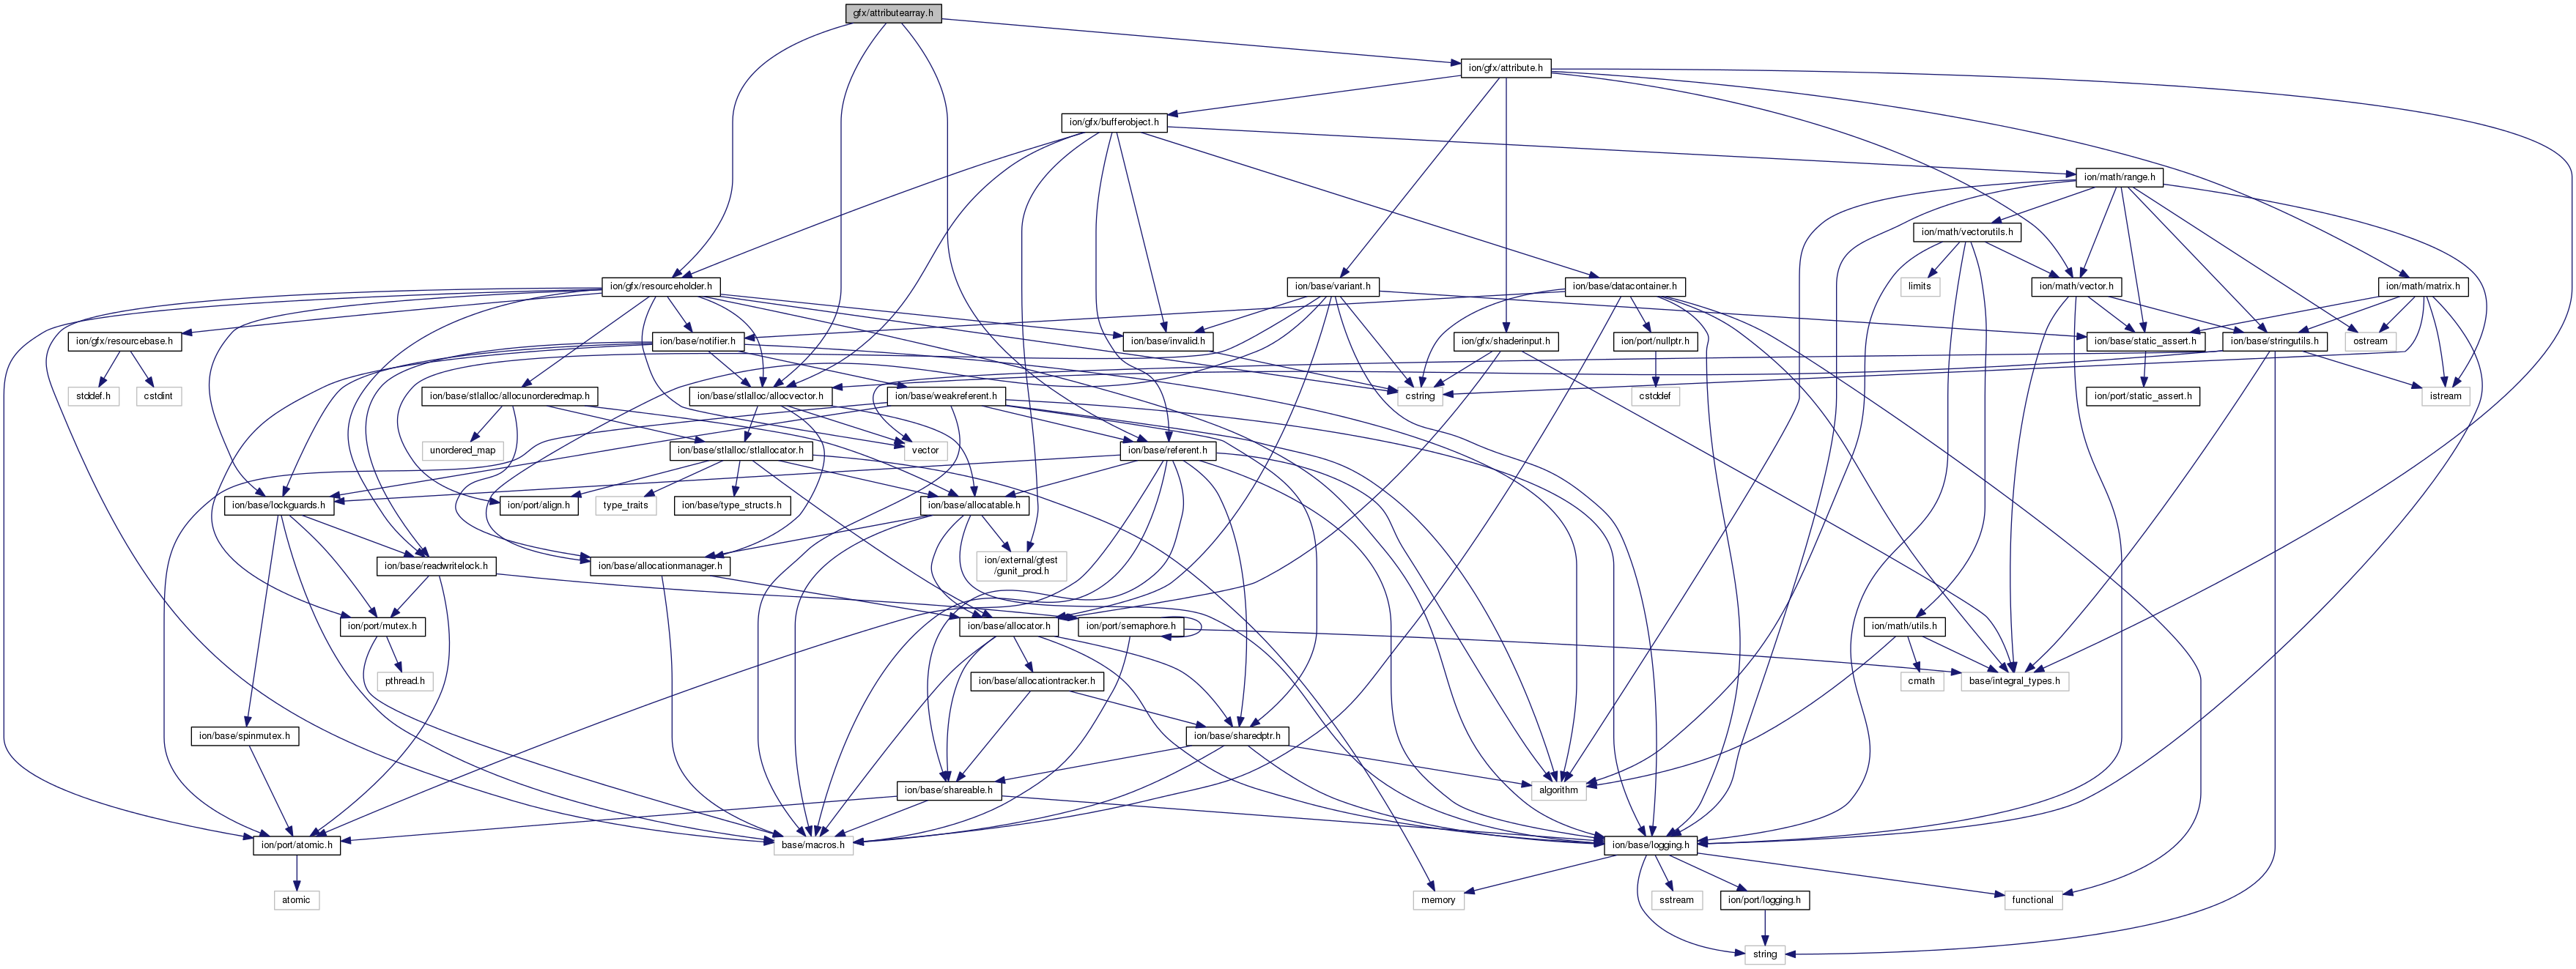 gfx/attributearray.h
ion/gfx/attribute.h
ion/gfx/bufferobject.h
ion/math/range.h
ion/math/vectorutils.h
ion/gfx/resourceholder.h
ion/base/variant.h
ion/base/datacontainer.h
limits
ion/math/vector.h
ion/math/matrix.h
ion/gfx/resourcebase.h
ion/base/notifier.h
ion/base/invalid.h
ion/gfx/shaderinput.h
ion/port/nullptr.h
ion/base/static_assert.h
ion/base/stringutils.h
ostream
stddef.h
cstdint
ion/base/stlalloc/allocunorderedmap.h
ion/base/stlalloc/allocvector.h
ion/base/weakreferent.h
cstring
cstddef
ion/port/static_assert.h
istream
unordered_map
ion/base/stlalloc/stlallocator.h
vector
ion/base/referent.h
ion/base/lockguards.h
ion/port/align.h
type_traits
ion/base/type_structs.h
ion/base/allocatable.h
ion/base/readwritelock.h
ion/base/allocationmanager.h
ion/external/gtest
/gunit_prod.h
ion/port/mutex.h
ion/base/allocator.h
ion/port/semaphore.h
ion/math/utils.h
pthread.h
ion/base/allocationtracker.h
cmath
base/integral_types.h
ion/base/spinmutex.h
ion/base/sharedptr.h
ion/base/shareable.h
algorithm
ion/port/atomic.h
base/macros.h
ion/base/logging.h
atomic
memory
sstream
ion/port/logging.h
functional
string